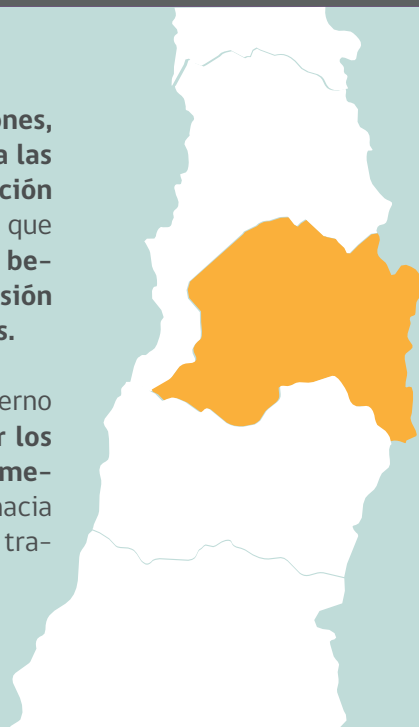 ones,
a las
ción
que
be-
sión
s.
erno
r los
me-
nacia
tra-